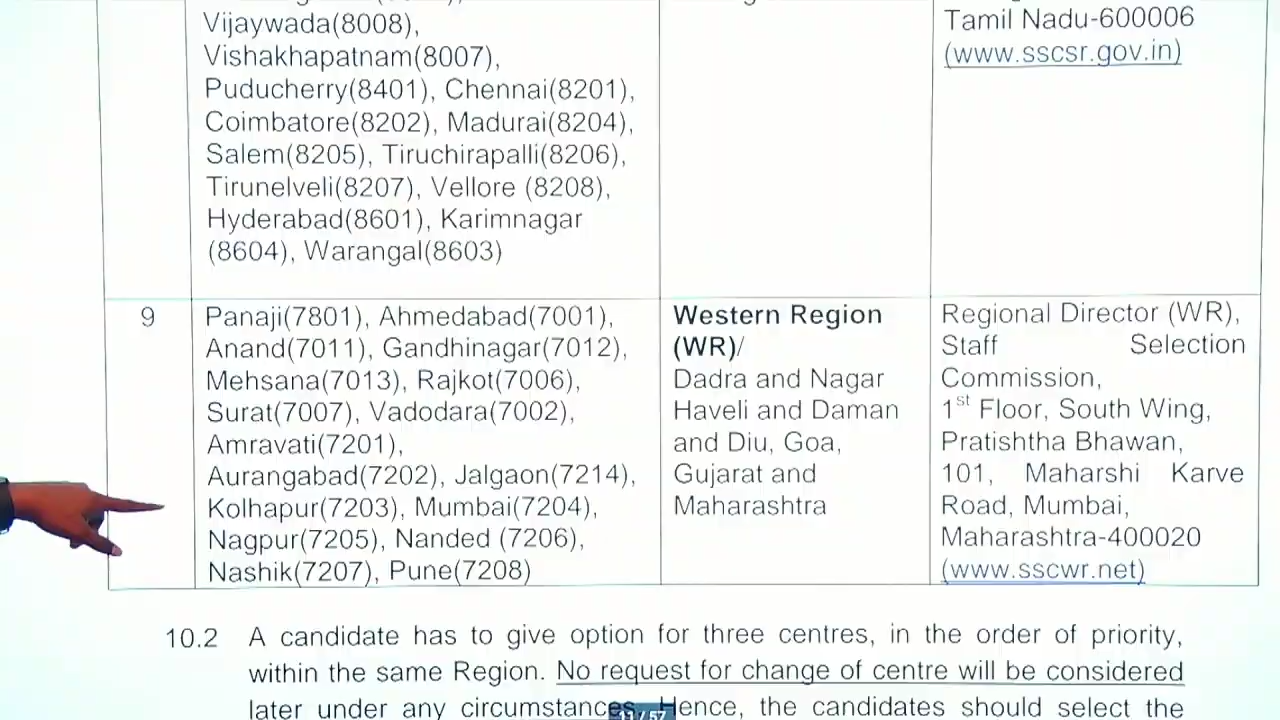 Vijaywada(8008),
Vishakhapatnam(8007),
Puducherry(8401), Chennai(8201),
Coimbatore(8202), Madurai(8204),
Salem(8205), Tiruchirapalli(8206),
Tirunelveli(8207), Vellore (8208),
Hyderabad(8601), Karimnagar
(8604), Warangal(8603)
Tamil Nadu-600006
(www.sscsr.gov.in)
9
Panaji(7801), Ahmedabad(7001),
Anand(7011), Gandhinagar(7012),
Mehsana(7013), Rajkot(7006),
Surat(7007), Vadodara(7002),
Amravati(7201),
Aurangabad(7202), Jalgaon(7214),
Kolhapur(7203), Mumbai(7204),
Nagpur(7205), Nanded (7206),
Nashik(7207), Pune(7208)
Western Region
(WR)/
Dadra and Nagar
Haveli and Daman
and Diu, Goa,
Gujarat and
Maharashtra
Regional Director (WR),
Staff Selection
Commission,
1st Floor, South Wing,
Pratishtha Bhawan,
101, Maharshi Karve
Road, Mumbai,
Maharashtra-400020
(www.sscwr.net)
10.2 A candidate has to give option for three centres, in the order of priority,
within the same Region. No request for change of centre will be considered
later under any circumstances. Hence, the candidates should select the
11 / 57